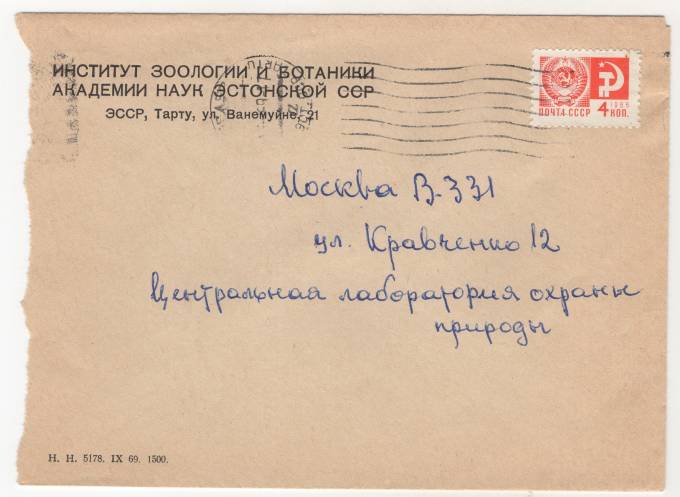 ИНСТИТУТ ЗООЛОГИИ И БОТАНИКИ
АКАДЕМИИ НАУК ЭСТОНСКОЙ ССР
ЭССР, Тарту, ул. Ванемуйне, 21
1966
ПОЧТА СССР 4 КОП.
Москва В-331
ул. Кравченко 12
Центральная лаборатория охраны
природы
Н. Н. 5178. IX 69. 1500.